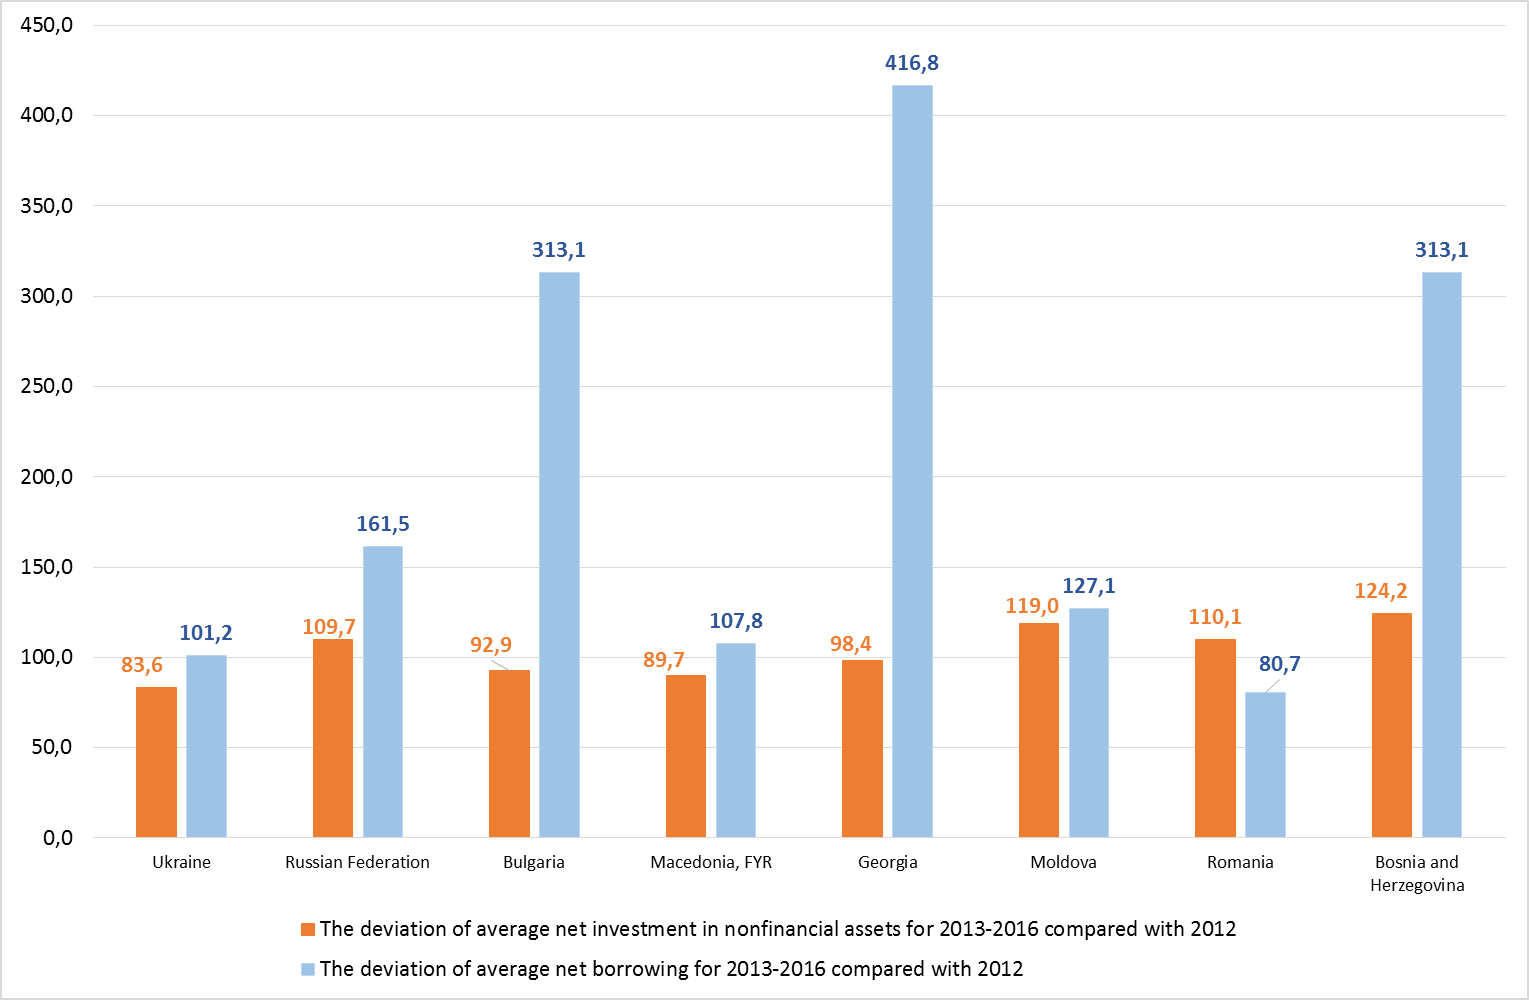 450,0
400,0
350,0
300,0
250,0
200,0
150,0
100,0
50,0
0,0
83,6
101,2
109,7
161,5
92,9
313,1
89,7
107,8
98,4
416,8
119,0
127,1
110,1
80,7
124,2
313,1
Ukraine
Russian Federation
Bulgaria
Macedonia, FYR
Georgia
Moldova
Romania
Bosnia and
Herzegovina
The deviation of average net investment in nonfinancial assets for 2013-2016 compared with 2012
The deviation of average net borrowing for 2013-2016 compared with 2012